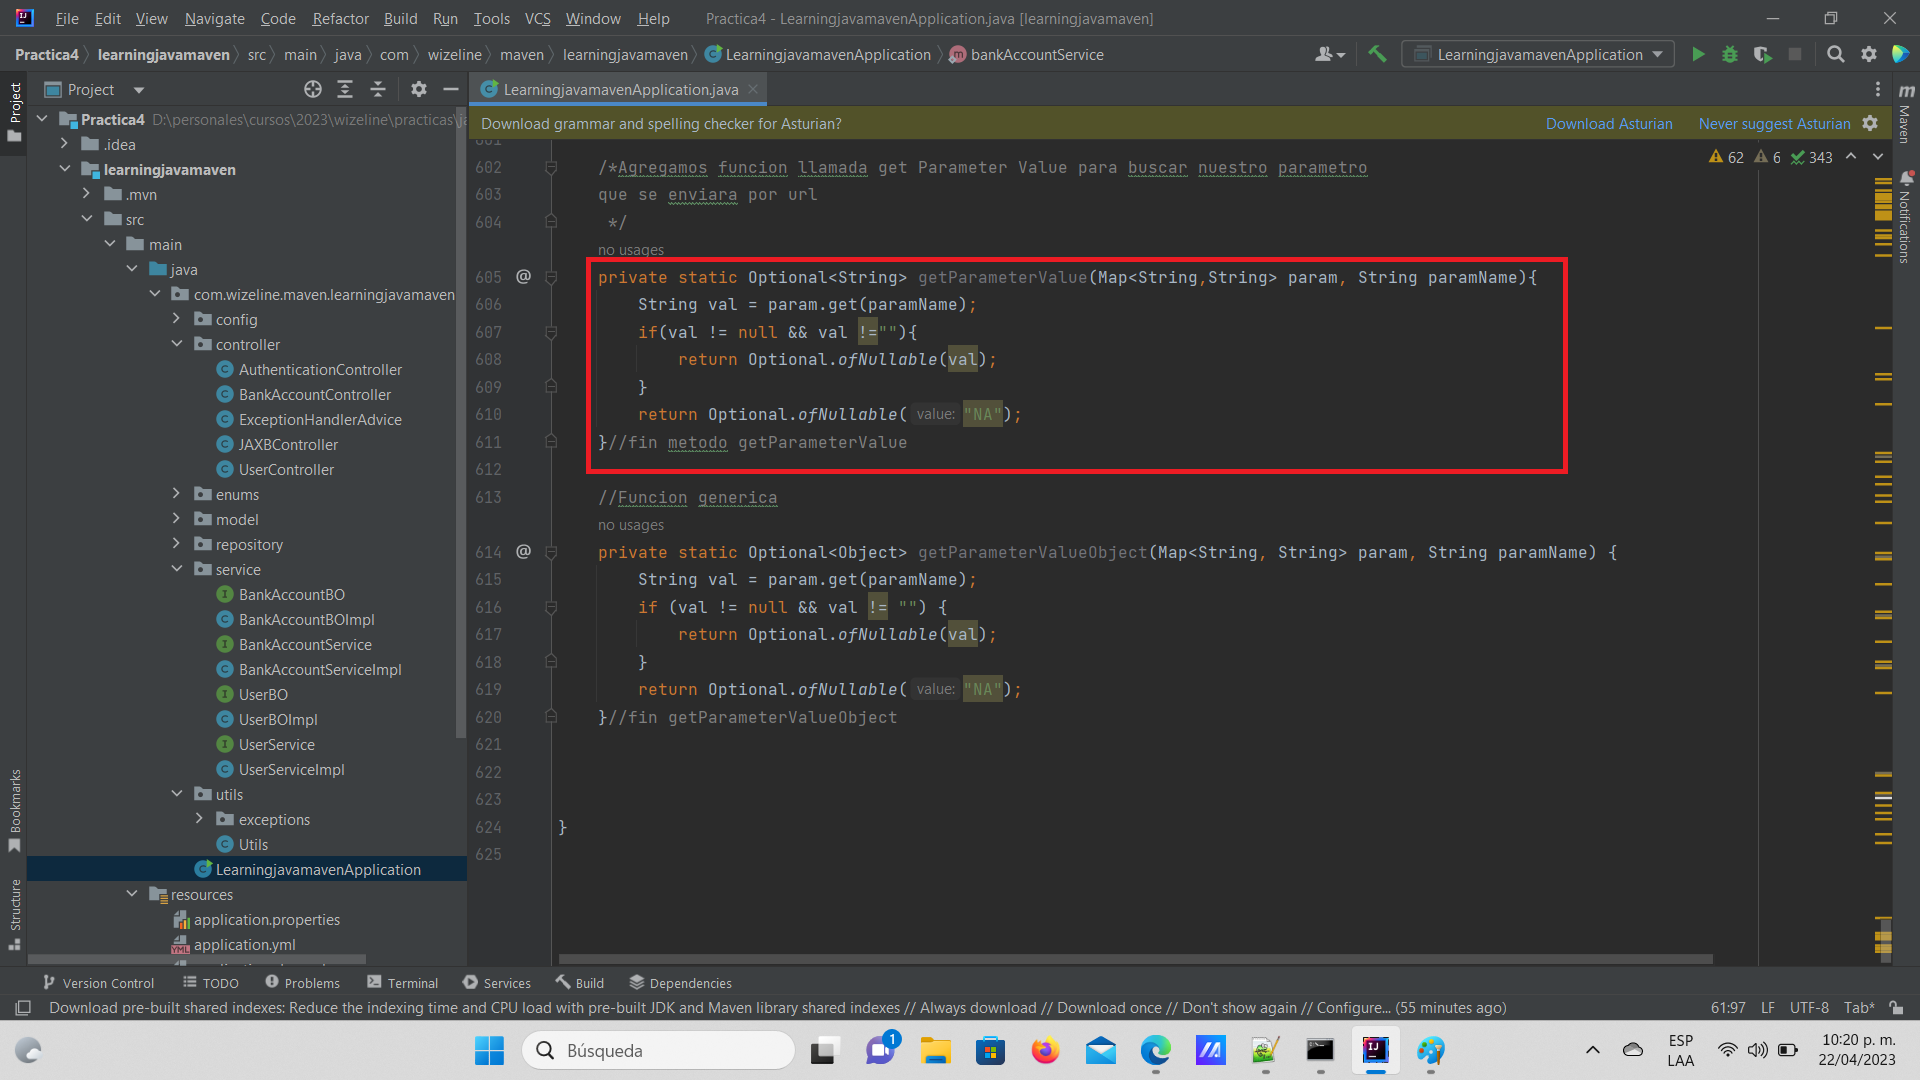 File Edit View Navigate Code Refactor Build Run Tools VCS Window Help Practica4 - LearningjavamavenApplication.java [learningjavamaven]
Practica4 learningjavamaven src main java com wizeline maven learningjavamaven LearningjavamavenApplication bankAccountService LearningjavamavenApplication
Project
Project
LearningjavamavenApplication.java
Maven
Notifications
Bookmarks
Structure
Download grammar and spelling checker for Asturian? Download Asturian Never suggest Asturian
62 6 343
Practica4 D:\personales\cursos\2023\wizeline\practicas\
.idea
learningjavamaven
.mvn
src
main
java
com.wizeline.maven.learningjavamaven
config
controller
AuthenticationController
BankAccountController
ExceptionHandlerAdvice
JAXBController
UserController
enums
model
repository
service
BankAccountBO
BankAccountBOImpl
BankAccountService
BankAccountServiceImpl
UserBO
UserBOImpl
UserService
UserServiceImpl
utils
exceptions
Utils
LearningjavamavenApplication
resources
application.properties
application.yml
601
602 /*Agregamos funcion llamada get Parameter Value para buscar nuestro parametro
603 que se enviara por url
604 */
no usages
605 @ private static Optional<String> getParameterValue(Map<String,String> param, String paramName){
606 String val = param.get(paramName);
607 if(val != null && val !=""){
608 return Optional.ofNullable(val);
609 }
610 return Optional.ofNullable( value: "NA");
611 }//fin metodo getParameterValue
612
613 //Funcion generica
no usages
614 @ private static Optional<Object> getParameterValueObject(Map<String, String> param, String paramName) {
615 String val = param.get(paramName);
616 if (val != null && val != "") {
617 return Optional.ofNullable(val);
618 }
619 return Optional.ofNullable( value: "NA");
620 }//fin getParameterValueObject
621
622
623
624 }
625
Version Control TODO Problems Terminal Services Build Dependencies
Download pre-built shared indexes: Reduce the indexing time and CPU load with pre-built JDK and Maven library shared indexes // Always download // Download once // Don't show again // Configure... (55 minutes ago) 61:97 LF UTF-8 Tab*
Búsqueda
1
ESP
LAA
10:20 p. m.
22/04/2023